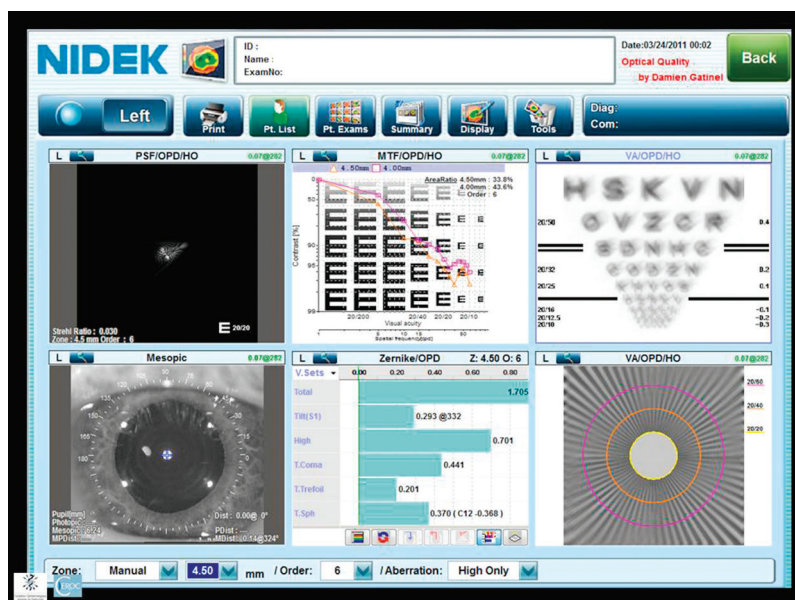 NIDEK
ID :
Name :
ExamNo:
Date:03/24/2011 00:02
Optical Quality
by Damien Gatinel
Back
Left
Print
Pt. List
Pt. Exams
Summary
Display
Tools
Diag:
Com:
L PSF/OPD/HO 0.07@282
Strehl Ratio : 0.030
Zone : 4.5 mm Order : 6
E 20/20
L MTF/OPD/HO 0.07@282
4.50mm 4.00mm
AreaRatio 4.50mm : 33.8%
4.00mm : 43.6%
Order : 6
Contrast [%]
0
50
90
95
99
20/200 20/40 20/20 20/10
Visual acuity
Spatial frequency[cpd]
L VA/OPD/HO 0.07@282
H S K V N
20/50 O V Z C R 0.4
20/32 0.2
20/25 0.1
20/16 -0.1
20/12.5 -0.2
20/10 -0.3
L Mesopic 0.07@282
Pupil[mm]
Photopic
Mesopic
MPDist
Dist : 0.00@ 0°
PDist :
MDist : 0.14@324°
L Zernike/OPD Z: 4.50 O: 6
V.Sets 0.00 0.20 0.40 0.60 0.80
Total 1.705
Tilt(S1) 0.293 @332
High 0.701
T.Coma 0.441
T.Trefoil 0.201
T.Sph 0.370 ( C12 -0.368 )
L VA/OPD/HO 0.07@282
20/60
20/40
20/20
Zone: Manual 4.50 mm / Order: 6 / Aberration: High Only